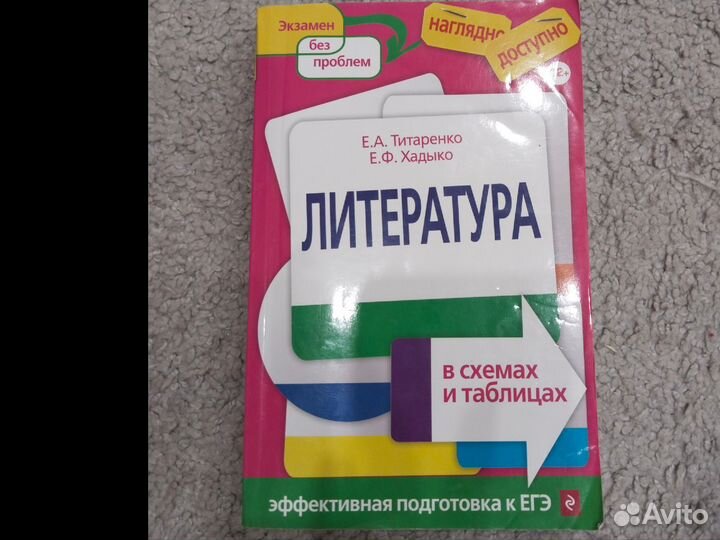 Экзамен
без
проблем
наглядно
доступно
Е.А. Титаренко
Е.Ф. Хадыко
ЛИТЕРАТУРА
в схемах
и таблицах
эффективная подготовка к ЕГЭ
Avito